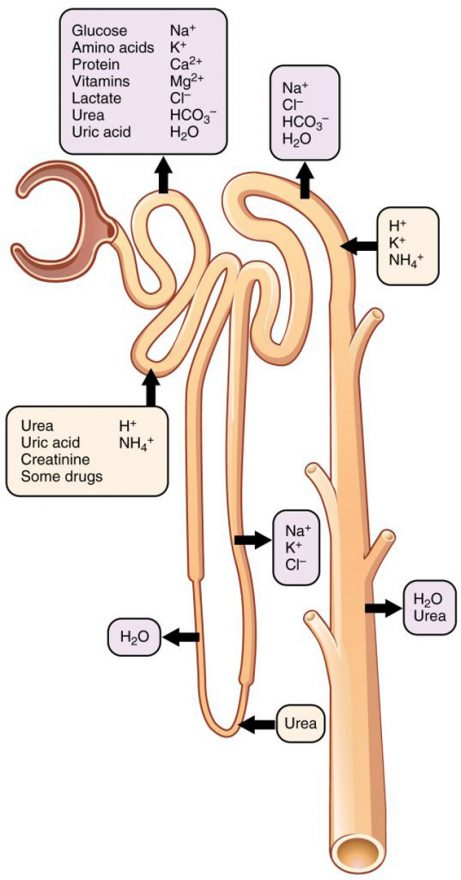 Glucose Na⁺
Amino acids K⁺
Protein Ca²⁺
Vitamins Mg²⁺
Lactate Cl⁻
Urea HCO₃⁻
Uric acid H₂O
Na⁺
Cl⁻
HCO₃⁻
H₂O
H⁺
K⁺
NH₄⁺
Urea H⁺
Uric acid NH₄⁺
Creatinine
Some drugs
Na⁺
K⁺
Cl⁻
H₂O
Urea
H₂O
Urea